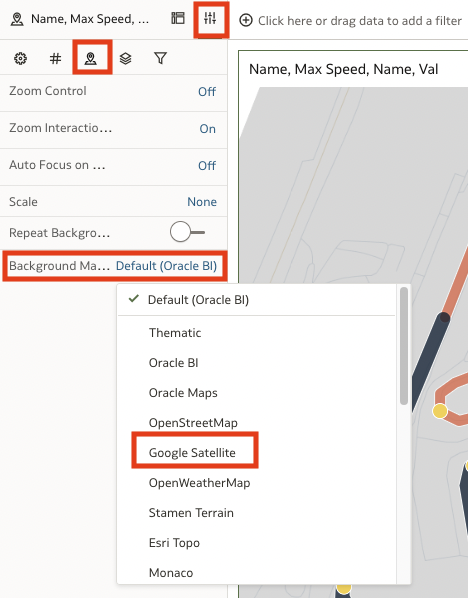 Name, Max Speed, ...
Click here or drag data to add a filter
#
Name, Max Speed, Name, Val
Zoom Control Off
Zoom Interactio... On
Auto Focus on ... Off
Scale None
Repeat Backgro...
Background Ma... Default (Oracle BI)
Default (Oracle BI)
Thematic
Oracle BI
Oracle Maps
OpenStreetMap
Google Satellite
OpenWeatherMap
Stamen Terrain
Esri Topo
Monaco